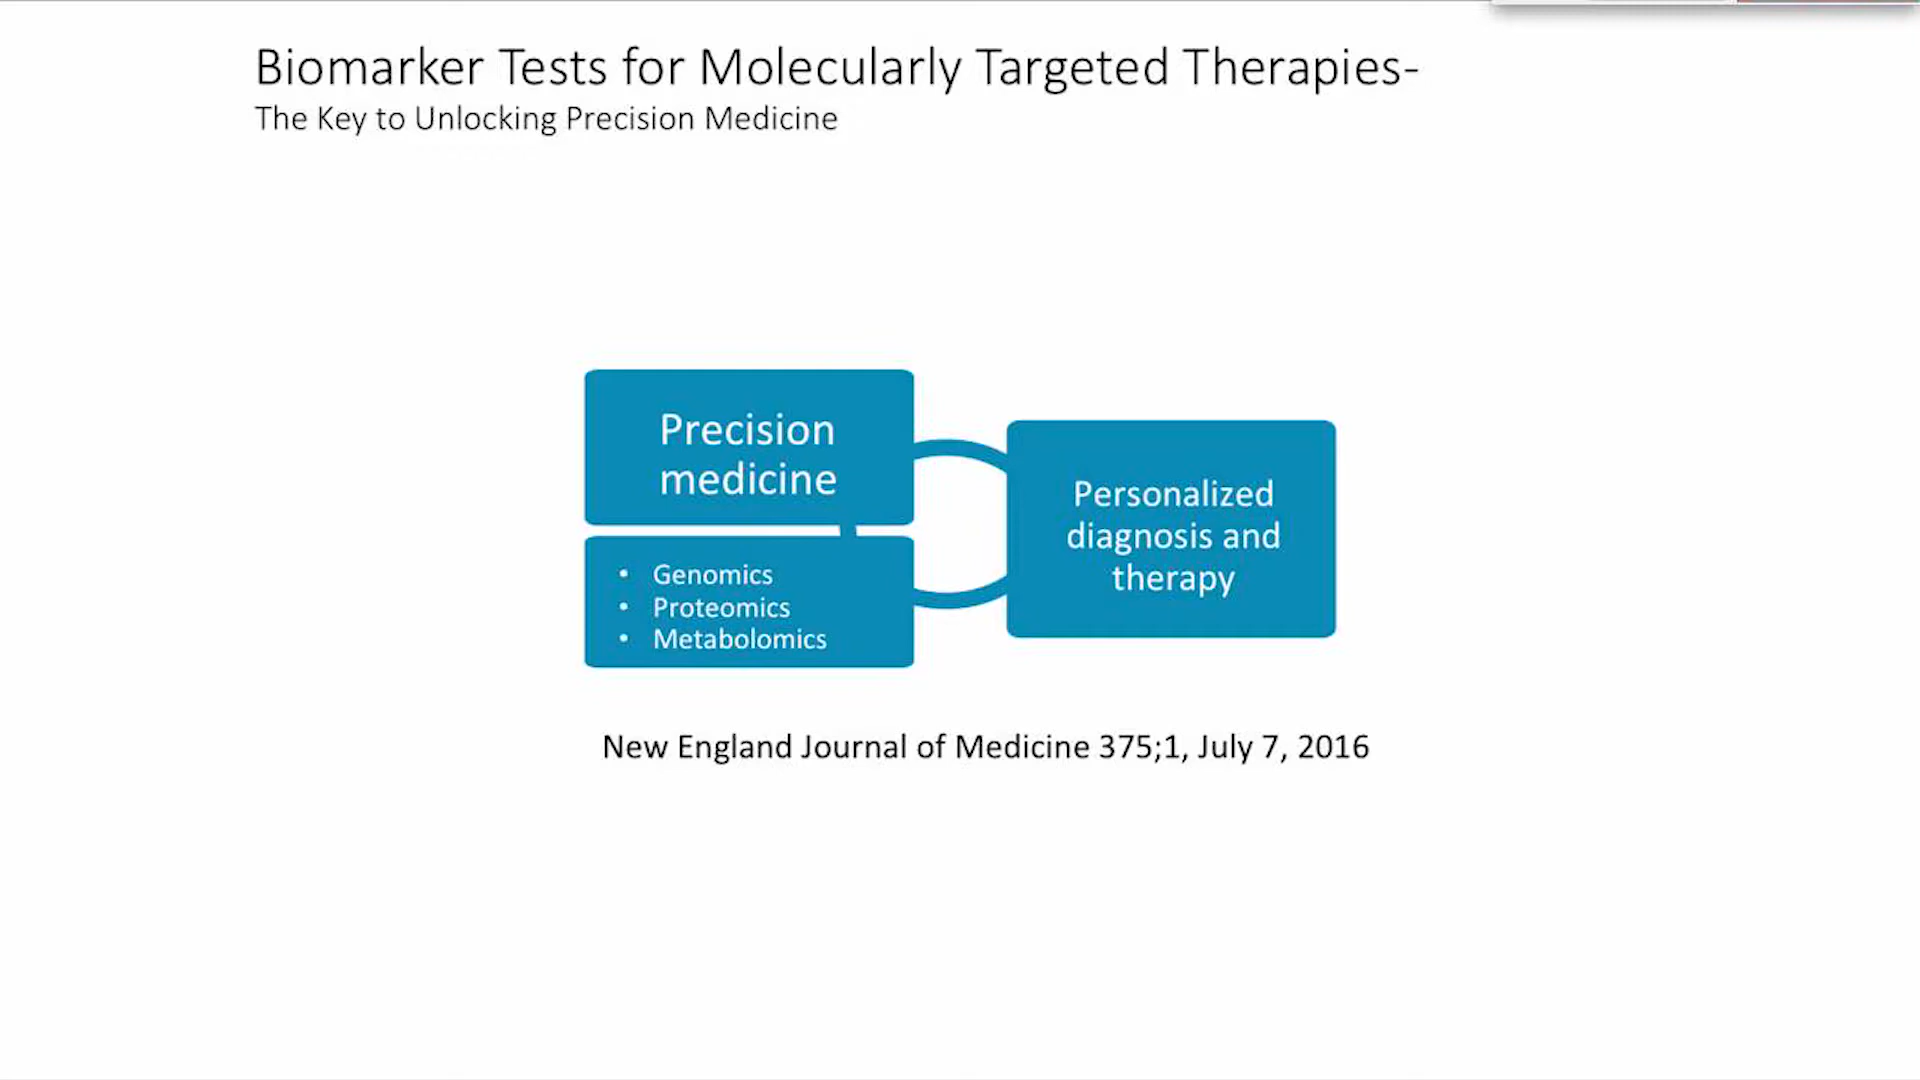 Biomarker Tests for Molecularly Targeted Therapies-
The Key to Unlocking Precision Medicine
Precision
medicine
• Genomics
• Proteomics
• Metabolomics
Personalized
diagnosis and
therapy
New England Journal of Medicine 375;1, July 7, 2016